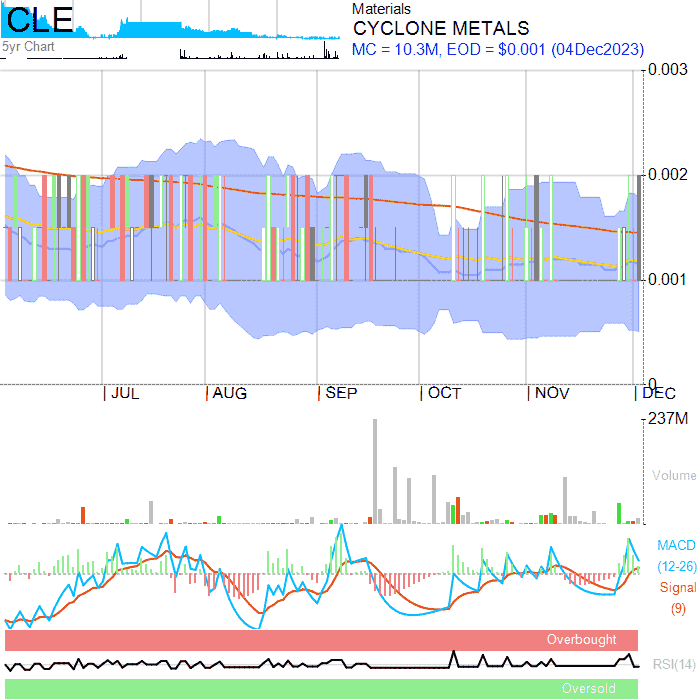 CLE
5yr Chart
Materials
CYCLONE METALS
MC = 10.3M, EOD = $0.001 (04Dec2023)
0.003
0.002
0.001
0
JUL AUG SEP OCT NOV DEC
237M
Volume
MACD
(12-26)
Signal
(9)
Overbought
RSI(14)
Oversold